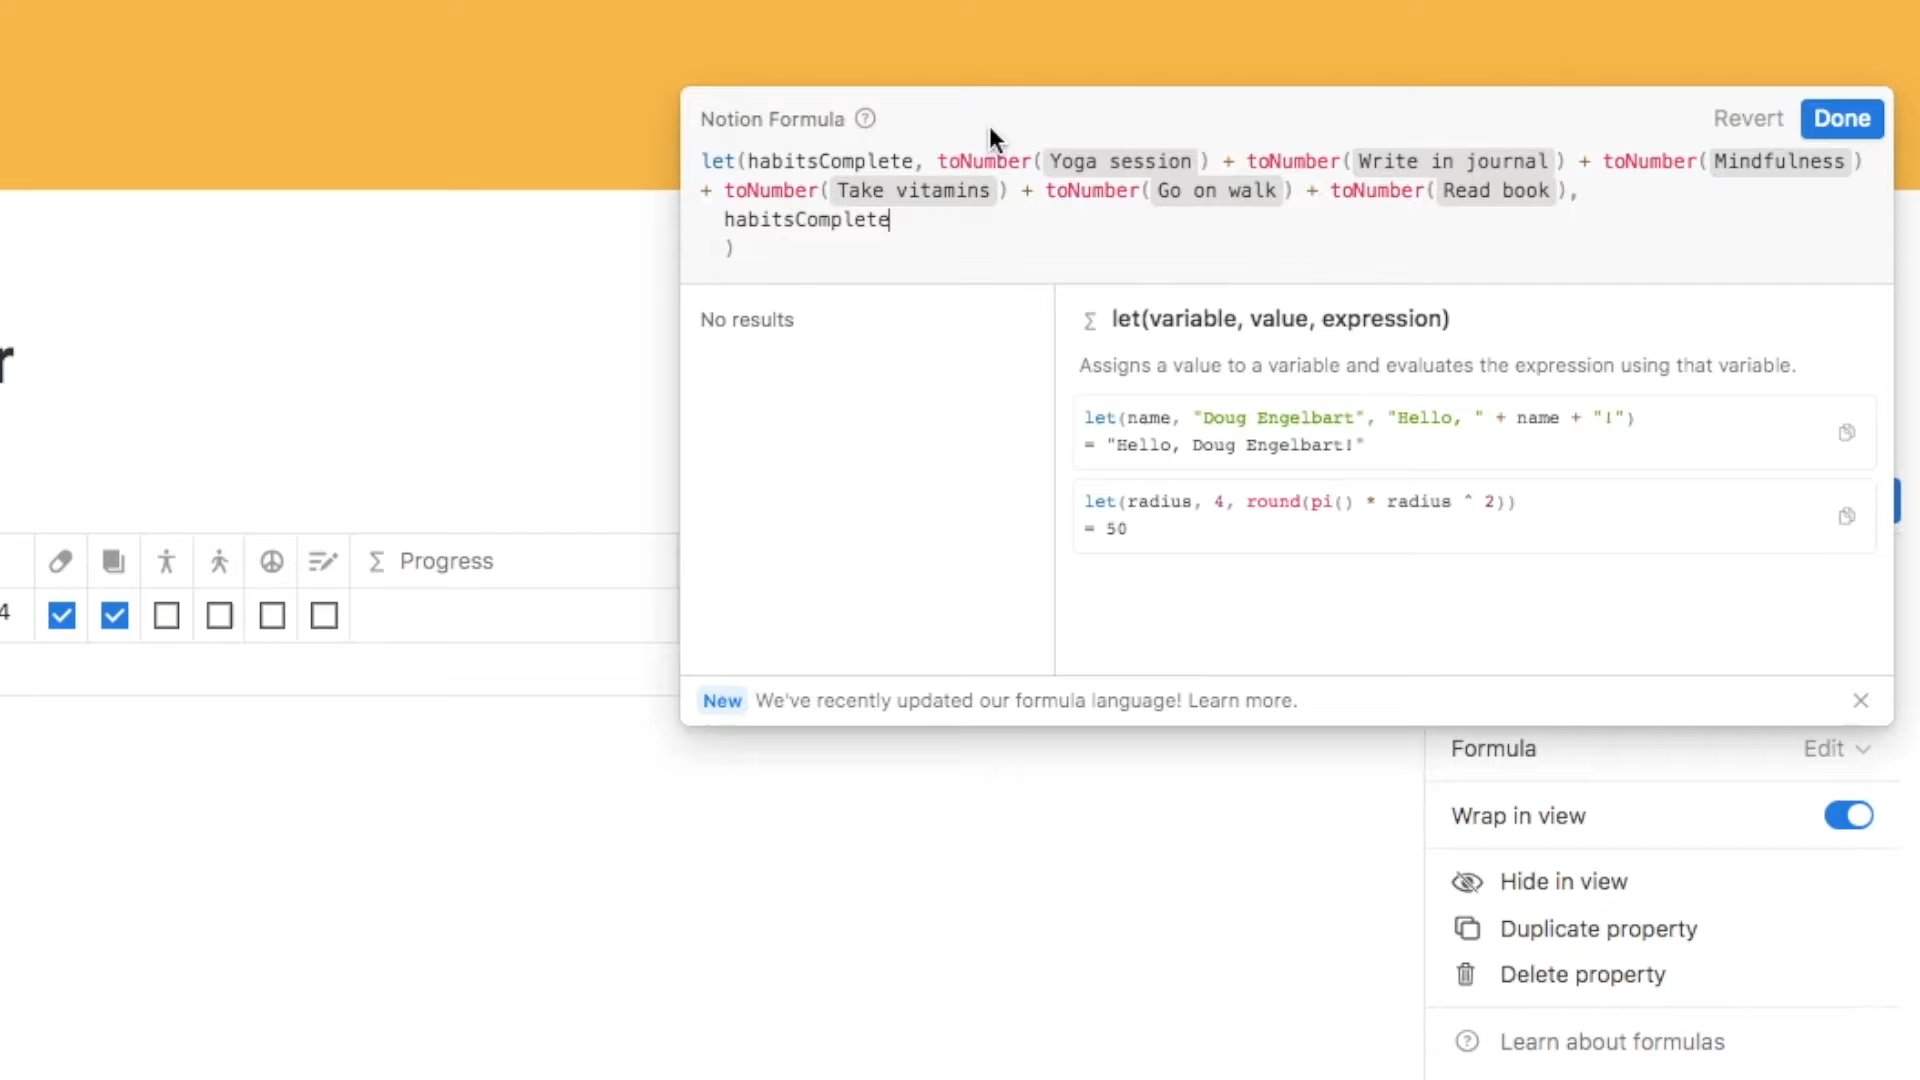 Notion Formula
Revert
Done
let(habitsComplete, toNumber(Yoga session) + toNumber(Write in journal) + toNumber(Mindfulness)
+ toNumber(Take vitamins) + toNumber(Go on walk) + toNumber(Read book),
habitsComplete
)
No results
Σ let(variable, value, expression)
Assigns a value to a variable and evaluates the expression using that variable.
let(name, "Doug Engelbart", "Hello, " + name + "!")
= "Hello, Doug Engelbart!"
let(radius, 4, round(pi() * radius ^ 2))
= 50
r
Σ Progress
4
New We've recently updated our formula language! Learn more.
Formula
Edit
Wrap in view
Hide in view
Duplicate property
Delete property
Learn about formulas